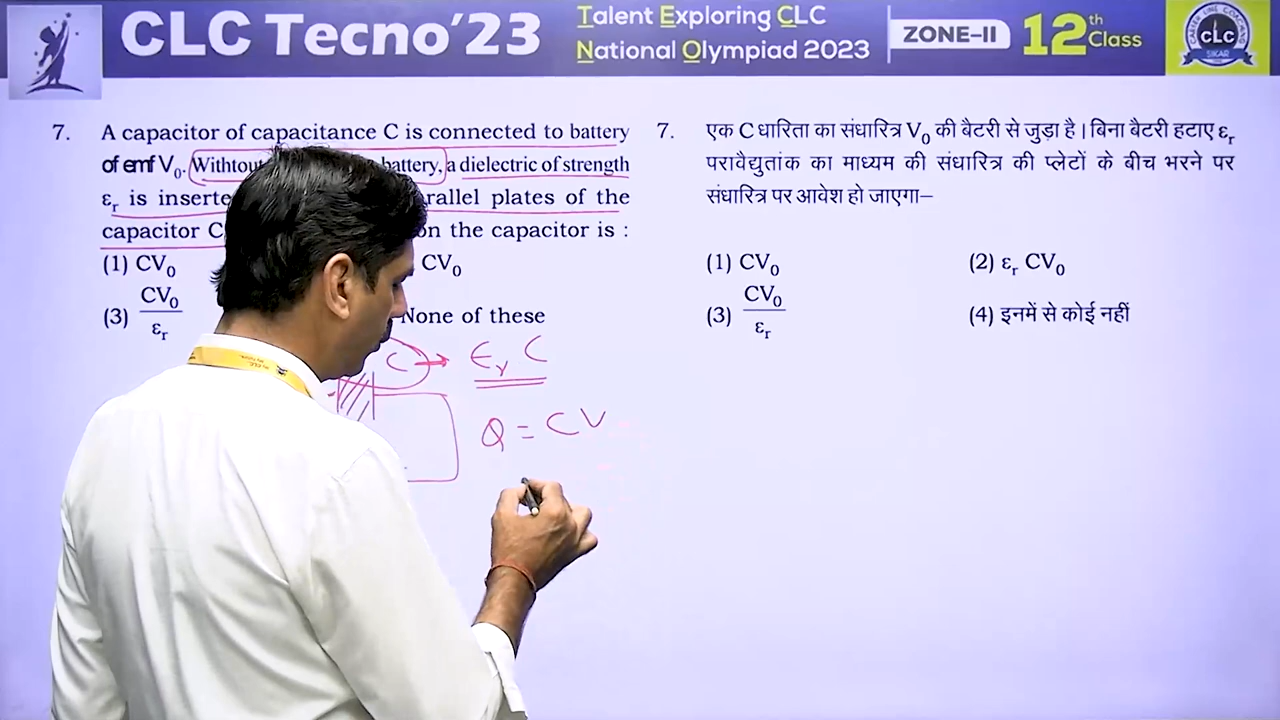 CLC Tecno'23
Talent Exploring CLC
National Olympiad 2023
ZONE-II
12th Class
CLC
SIKAR
7. A capacitor of capacitance C is connected to battery
of emf V₀. Withtout battery, a dielectric of strength
εᵣ is inserte rallel plates of the
capacitor C on the capacitor is :
(1) CV₀ CV₀
(3) CV₀/εᵣ None of these
C → ϵᵣ C
Q = CV
7. एक C धारिता का संधारित्र V₀ की बैटरी से जुड़ा है। बिना बैटरी हटाए εᵣ
परावैद्युतांक का माध्यम की संधारित्र की प्लेटों के बीच भरने पर
संधारित्र पर आवेश हो जाएगा–
(1) CV₀ (2) εᵣ CV₀
(3) CV₀/εᵣ (4) इनमें से कोई नहीं